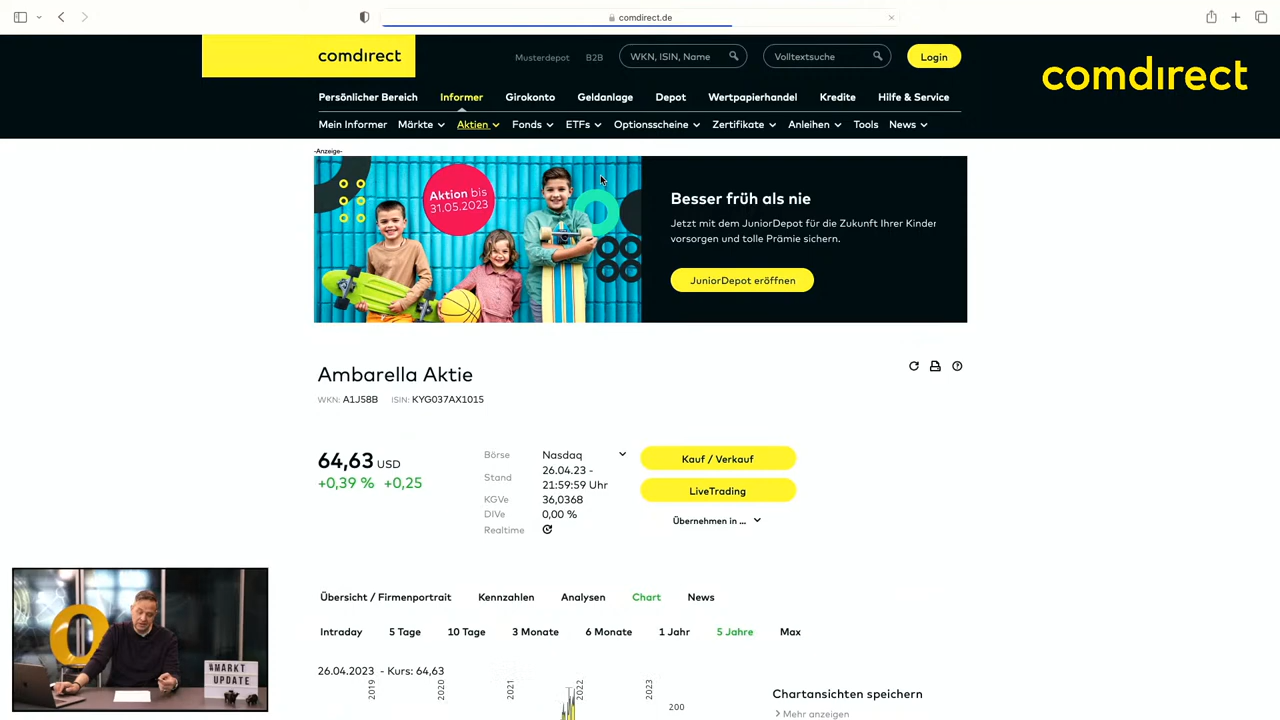 comdirect.de
comdirect
Musterdepot B2B WKN, ISIN, Name Volltextsuche Login
comdirect
Persönlicher Bereich Informer Girokonto Geldanlage Depot Wertpapierhandel Kredite Hilfe & Service
Mein Informer Märkte Aktien Fonds ETFs Optionsscheine Zertifikate Anleihen Tools News
-Anzeige-
Aktion bis
31.05.2023
Besser früh als nie
Jetzt mit dem JuniorDepot für die Zukunft Ihrer Kinder
vorsorgen und tolle Prämie sichern.
JuniorDepot eröffnen
Ambarella Aktie
WKN: A1J58B ISIN: KYG037AX1015
64,63 USD
+0,39 % +0,25
Börse Nasdaq
Stand 26.04.23 -
21:59:59 Uhr
KGVe 36,0368
DIVe 0,00 %
Realtime
Kauf / Verkauf
LiveTrading
Übernehmen in ...
Übersicht / Firmenportrait Kennzahlen Analysen Chart News
Intraday 5 Tage 10 Tage 3 Monate 6 Monate 1 Jahr 5 Jahre Max
26.04.2023 - Kurs: 64,63
2019 2020 2021 2022 2023
200
Chartansichten speichern
Mehr anzeigen
#MARKT
UPDATE